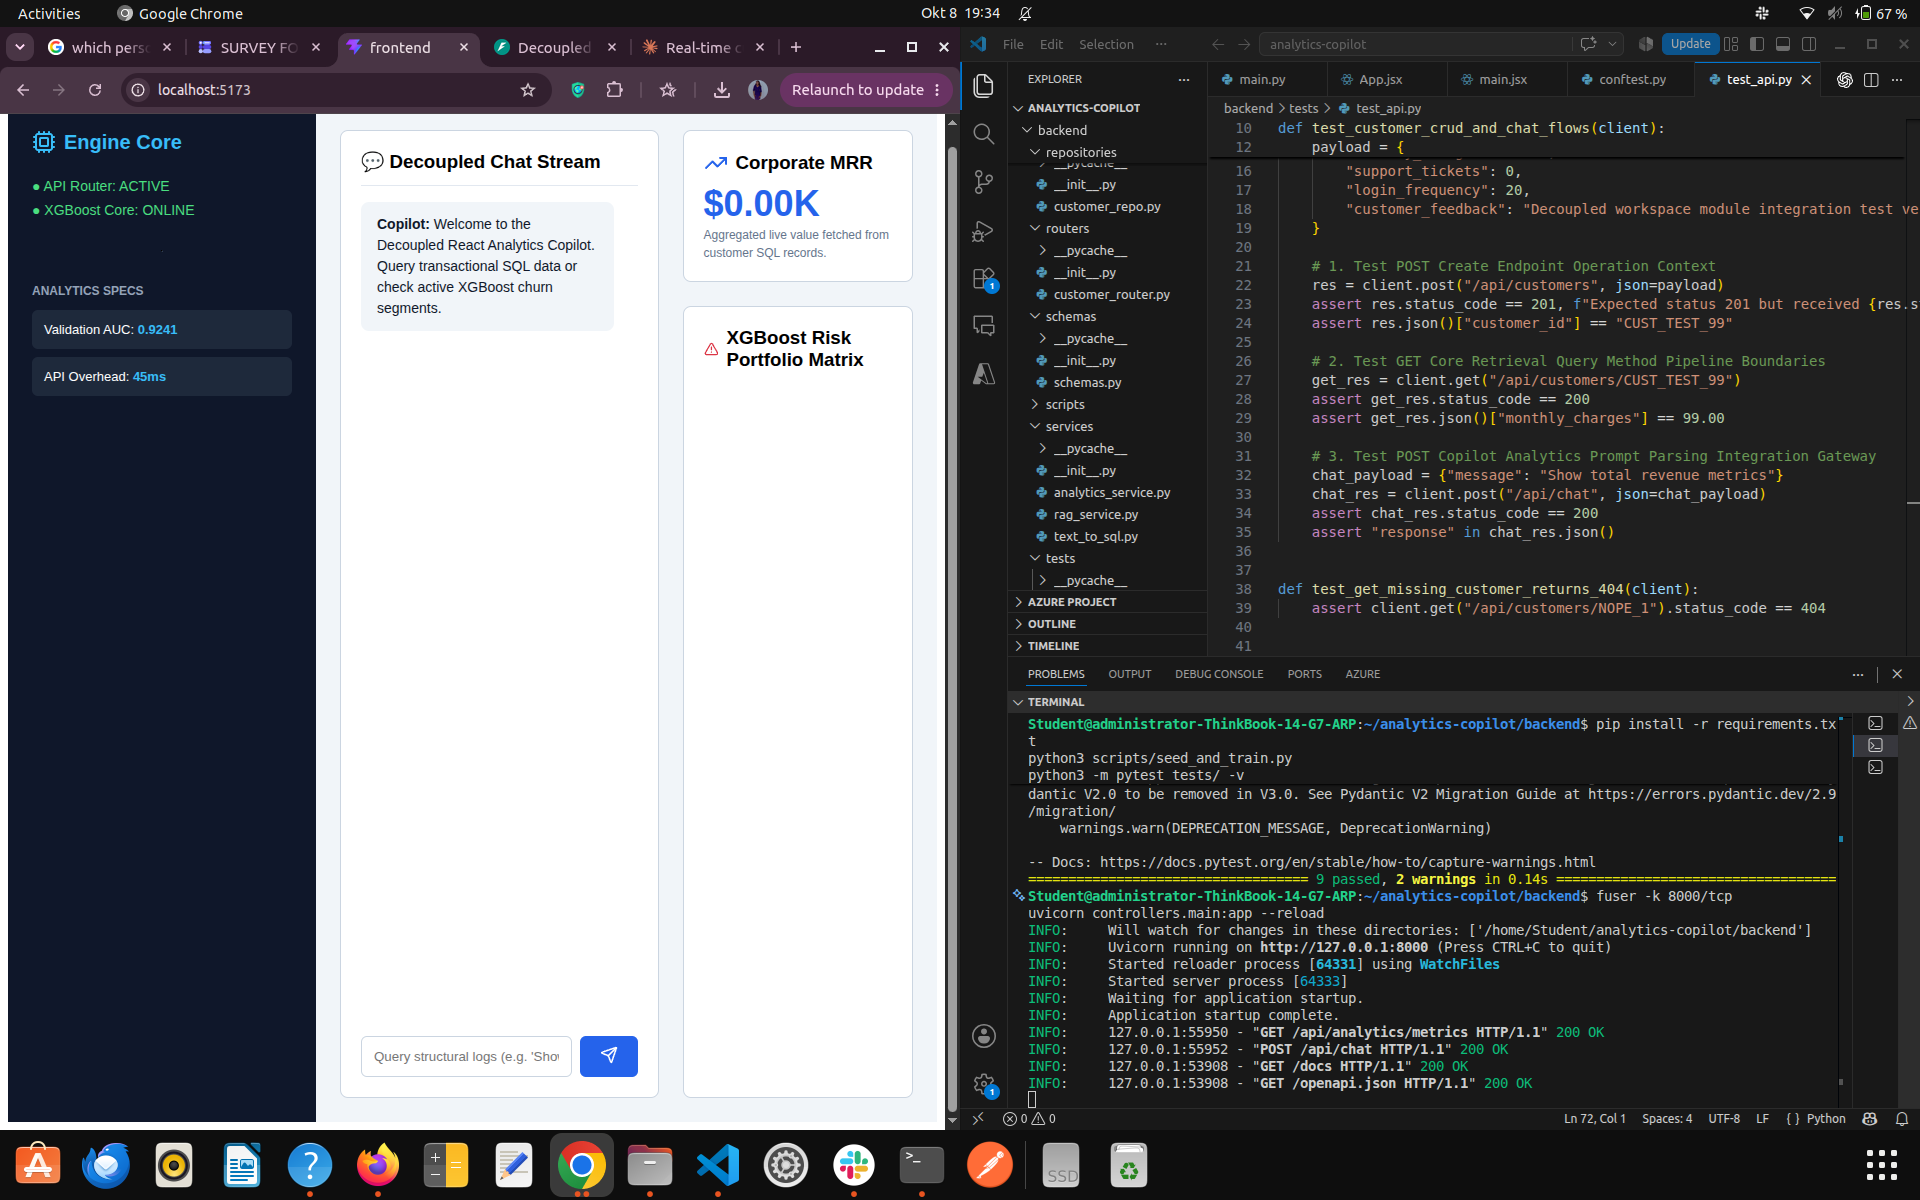 Activities
Google Chrome
Okt 8 19:34
67 %
which pers
SURVEY FO
frontend
Decoupled
Real-time c
localhost:5173
Relaunch to update
Engine Core
● API Router: ACTIVE
● XGBoost Core: ONLINE
ANALYTICS SPECS
Validation AUC: 0.9241
API Overhead: 45ms
Decoupled Chat Stream
Copilot: Welcome to the
Decoupled React Analytics Copilot.
Query transactional SQL data or
check active XGBoost churn
segments.
Query structural logs (e.g. 'Sho
Corporate MRR
$0.00K
Aggregated live value fetched from
customer SQL records.
XGBoost Risk
Portfolio Matrix
File Edit Selection ···
analytics-copilot
Update
EXPLORER
ANALYTICS-COPILOT
backend
repositories
__pycache__
__init__.py
customer_repo.py
routers
__pycache__
__init__.py
customer_router.py
schemas
__pycache__
__init__.py
schemas.py
scripts
services
__pycache__
__init__.py
analytics_service.py
rag_service.py
text_to_sql.py
tests
__pycache__
AZURE PROJECT
OUTLINE
TIMELINE
1
1
main.py
App.jsx
main.jsx
conftest.py
test_api.py
backend > tests > test_api.py
10 def test_customer_crud_and_chat_flows(client):
12 payload = {
16 "support_tickets": 0,
17 "login_frequency": 20,
18 "customer_feedback": "Decoupled workspace module integration test ve
19 }
20
21 # 1. Test POST Create Endpoint Operation Context
22 res = client.post("/api/customers", json=payload)
23 assert res.status_code == 201, f"Expected status 201 but received {res.s
24 assert res.json()["customer_id"] == "CUST_TEST_99"
25
26 # 2. Test GET Core Retrieval Query Method Pipeline Boundaries
27 get_res = client.get("/api/customers/CUST_TEST_99")
28 assert get_res.status_code == 200
29 assert get_res.json()["monthly_charges"] == 99.00
30
31 # 3. Test POST Copilot Analytics Prompt Parsing Integration Gateway
32 chat_payload = {"message": "Show total revenue metrics"}
33 chat_res = client.post("/api/chat", json=chat_payload)
34 assert chat_res.status_code == 200
35 assert "response" in chat_res.json()
36
37
38 def test_get_missing_customer_returns_404(client):
39 assert client.get("/api/customers/NOPE_1").status_code == 404
40
41
PROBLEMS OUTPUT DEBUG CONSOLE PORTS AZURE
TERMINAL
Student@administrator-ThinkBook-14-G7-ARP:~/analytics-copilot/backend$ pip install -r requirements.tx
t
python3 scripts/seed_and_train.py
python3 -m pytest tests/ -v
dantic V2.0 to be removed in V3.0. See Pydantic V2 Migration Guide at https://errors.pydantic.dev/2.9
/migration/
warnings.warn(DEPRECATION_MESSAGE, DeprecationWarning)
-- Docs: https://docs.pytest.org/en/stable/how-to/capture-warnings.html
=================================== 9 passed, 2 warnings in 0.14s ===================================
Student@administrator-ThinkBook-14-G7-ARP:~/analytics-copilot/backend$ fuser -k 8000/tcp
uvicorn controllers.main:app --reload
INFO: Will watch for changes in these directories: ['/home/Student/analytics-copilot/backend']
INFO: Uvicorn running on http://127.0.0.1:8000 (Press CTRL+C to quit)
INFO: Started reloader process [64331] using WatchFiles
INFO: Started server process [64333]
INFO: Waiting for application startup.
INFO: Application startup complete.
INFO: 127.0.0.1:55950 - "GET /api/analytics/metrics HTTP/1.1" 200 OK
INFO: 127.0.0.1:55952 - "POST /api/chat HTTP/1.1" 200 OK
INFO: 127.0.0.1:53908 - "GET /docs HTTP/1.1" 200 OK
INFO: 127.0.0.1:53908 - "GET /openapi.json HTTP/1.1" 200 OK
0 0
Ln 72, Col 1 Spaces: 4 UTF-8 LF { } Python
SSD